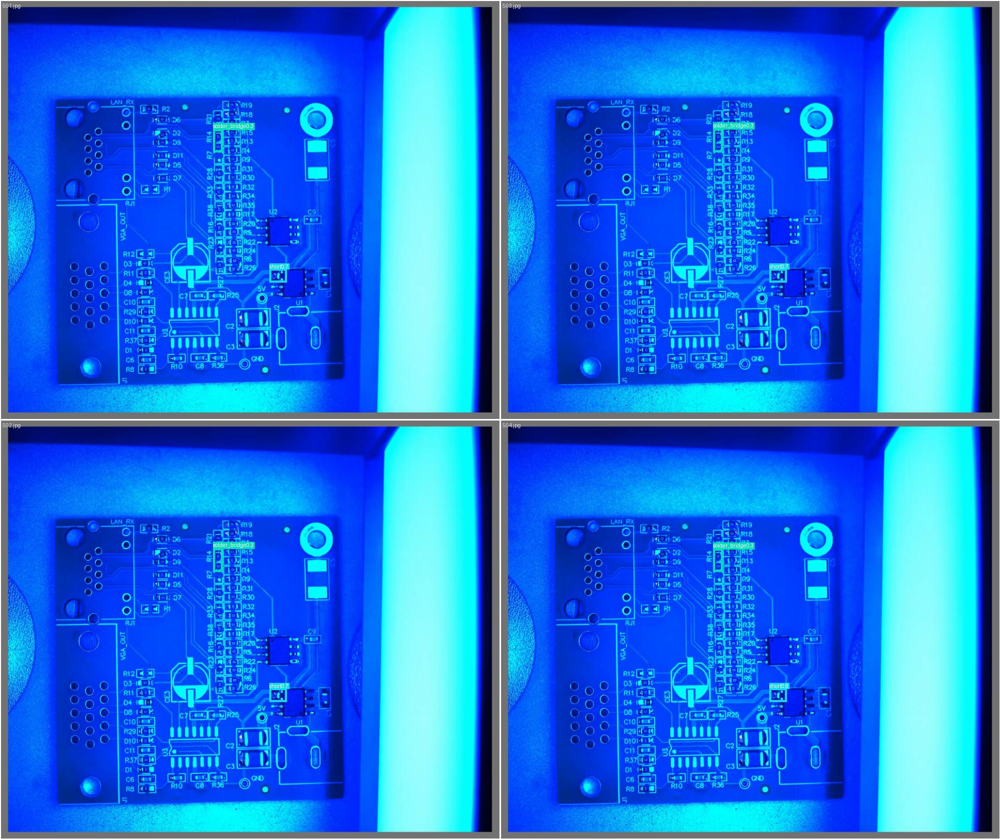 501.jpg
LAN_RX
R2
R19
R18
R21
D6
solder_bridge0.3
D2
R15
R14
D9
R13
R4
R7
D11
R9
D5
R31
R28
D7
R30
R1
R32
R33
R34
RJ1
R35
R38
VGA_OUT
R17
U2
C9
R20
R16
R5
R23
R22
R12
R24
D3
R6
short0.7
R26
R11
CE3
D4
R27
D8
C7
R25
5V
C10
U1
R29
J2
D10
C2
C11
U3
R37
C3
D1
C6
GND
R8
R10
C8
R36
J1
503.jpg
LAN_RX
R2
R19
R18
R21
D6
solder_bridge0.3
D2
R15
R14
D9
R13
R4
R7
D11
R9
D5
R31
R28
D7
R30
R1
R32
R33
R34
RJ1
R35
R38
VGA_OUT
R17
U2
C9
R20
R16
R5
R23
R22
R12
R24
D3
R6
short0.7
R26
R11
CE3
D4
R27
D8
C7
R25
5V
C10
U1
R29
J2
D10
C2
C11
U3
R37
C3
D1
C6
GND
R8
R10
C8
R36
J1
502.jpg
LAN_RX
R2
R19
R18
R21
D6
solder_bridge0.3
D2
R15
R14
D9
R13
R4
R7
D11
R9
D5
R31
R28
D7
R30
R1
R32
R33
R34
RJ1
R35
R38
VGA_OUT
R17
U2
C9
R20
R16
R5
R23
R22
R12
R24
D3
R6
short0.7
R26
R11
CE3
D4
R27
D8
C7
R25
5V
C10
U1
R29
J2
D10
C2
C11
U3
R37
C3
D1
C6
GND
R8
R10
C8
R36
J1
504.jpg
LAN_RX
R2
R19
R18
R21
D6
solder_bridge0.3
D2
R15
R14
D9
R13
R4
R7
D11
R9
D5
R31
R28
D7
R30
R1
R32
R33
R34
RJ1
R35
R38
VGA_OUT
R17
U2
C9
R20
R16
R5
R23
R22
R12
R24
D3
R6
short0.8
R26
R11
CE3
D4
R27
D8
C7
R25
5V
C10
U1
R29
J2
D10
C2
C11
U3
R37
C3
D1
C6
GND
R8
R10
C8
R36
J1